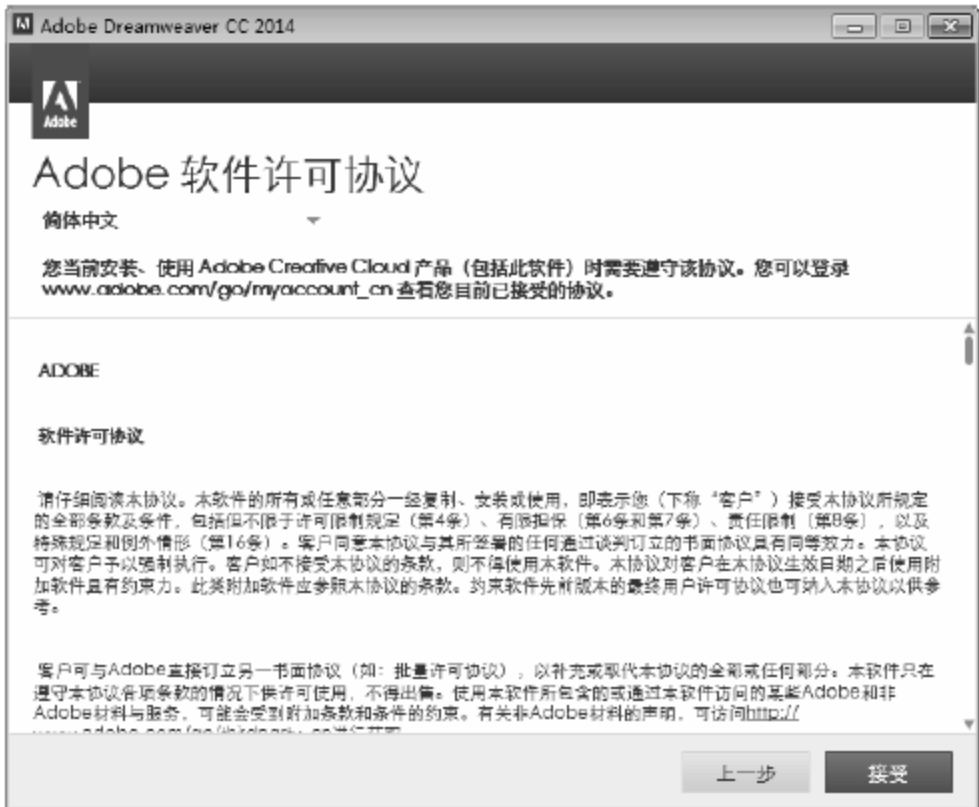 Adobe Dreamweaver CC 2014
Adobe
Adobe 软件许可协议
简体中文
您当前安装、使用 Adobe Creative Cloud 产品（包括此软件）时需要遵守该协议。您可以登录
www.adobe.com/go/myaccount_cn 查看您目前已接受的协议。
ADOBE
软件许可协议
请仔细阅读本协议。本软件的所有或任意部分一经复制、安装或使用，即表示您（下称“客户”）接受本协议所规定
的全部条款及条件，包括但不限于许可限制规定（第4条）、有限担保（第6条和第7条）、责任限制（第8条），以及
特殊规定和例外情形（第16条）。客户同意本协议与其所签署的任何通过谈判订立的书面协议具有同等效力。本协议
可对客户予以强制执行。客户如不接受本协议的条款，则不得使用本软件。本协议对客户在本协议生效日期之后使用附
加软件具有约束力。此类附加软件应参照本协议的条款。约束软件先前版本的最终用户许可协议也可纳入本协议以供参
考。
客户可与Adobe直接订立另一书面协议（如：批量许可协议），以补充或取代本协议的全部或任何部分。本软件只在
遵守本协议各项条款的情况下供许可使用，不得出售。使用本软件所包含的或通过本软件访问的某些Adobe和非
Adobe材料与服务，可能会受到附加条款和条件的约束。有关非Adobe材料的声明，可访问http://
上一步
接受